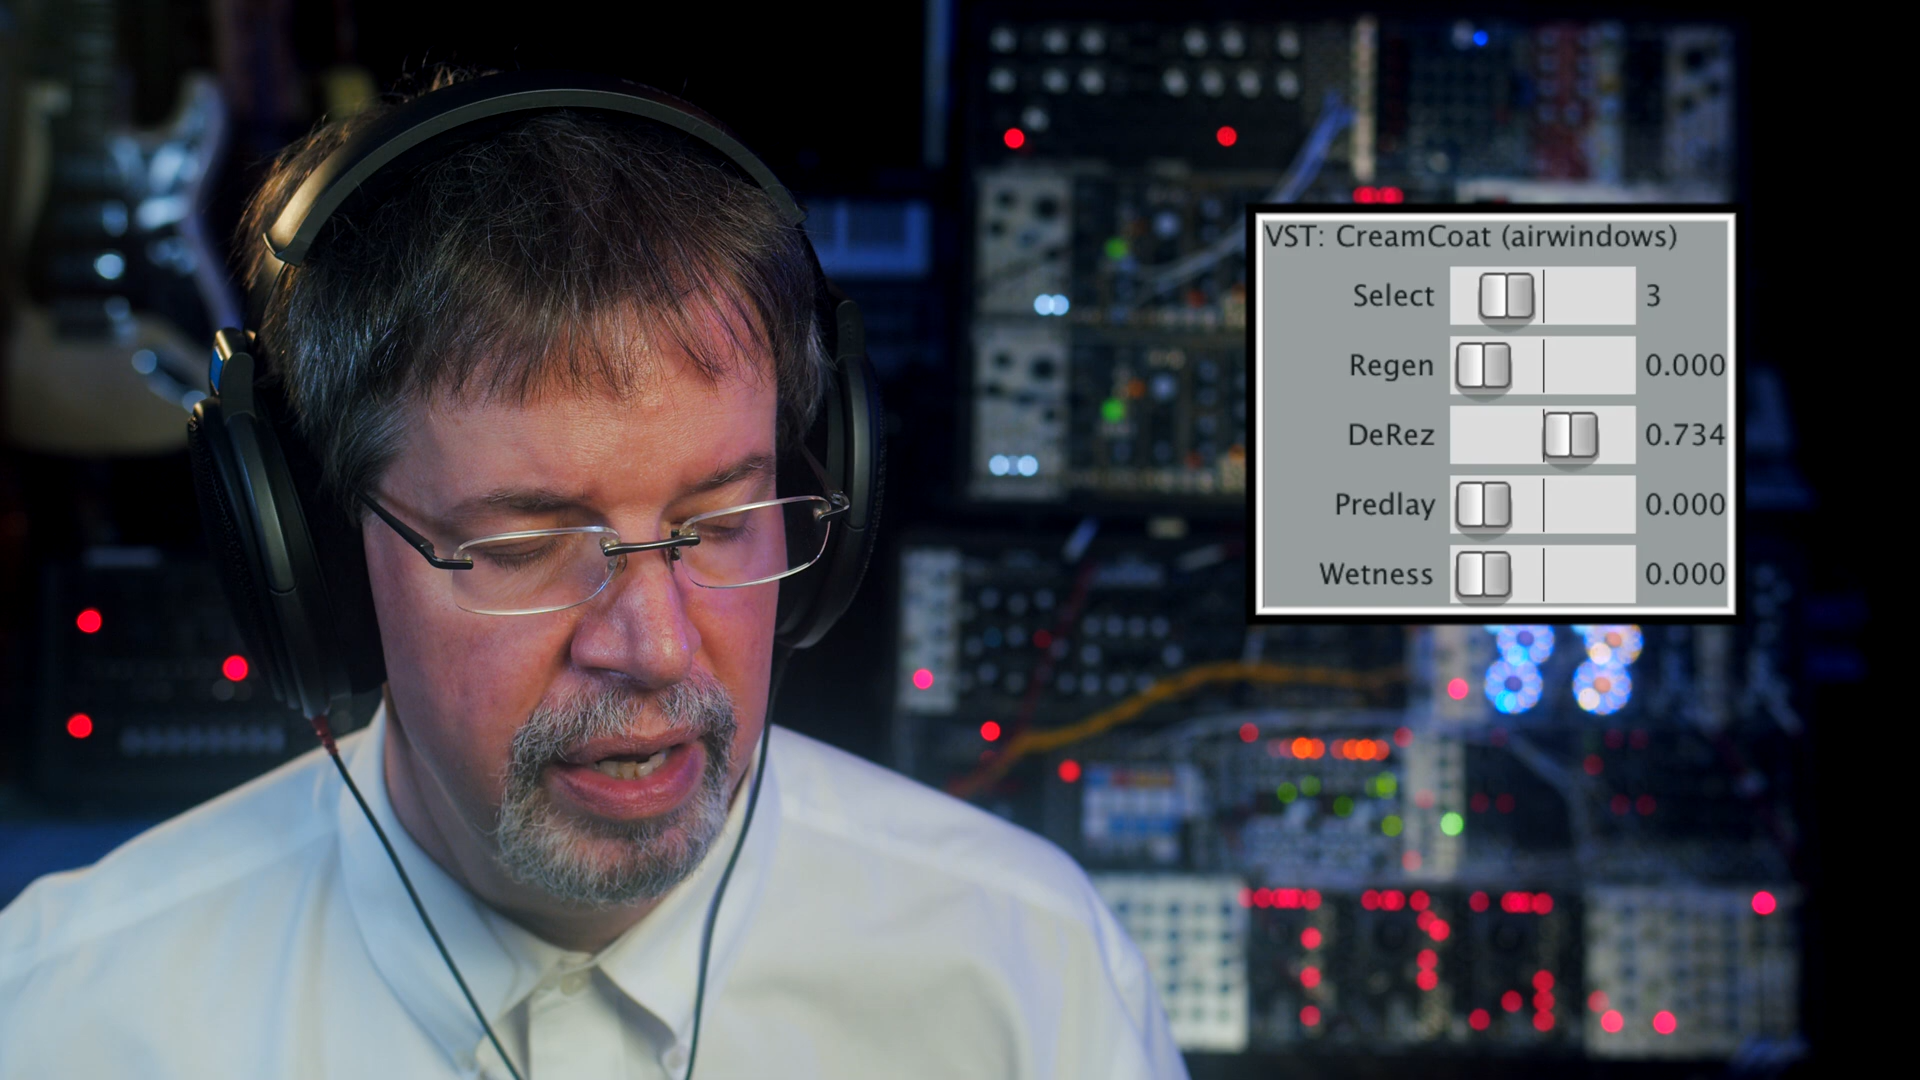 VST: CreamCoat (airwindows)
Select 3
Regen 0.000
DeRez 0.734
Predlay 0.000
Wetness 0.000